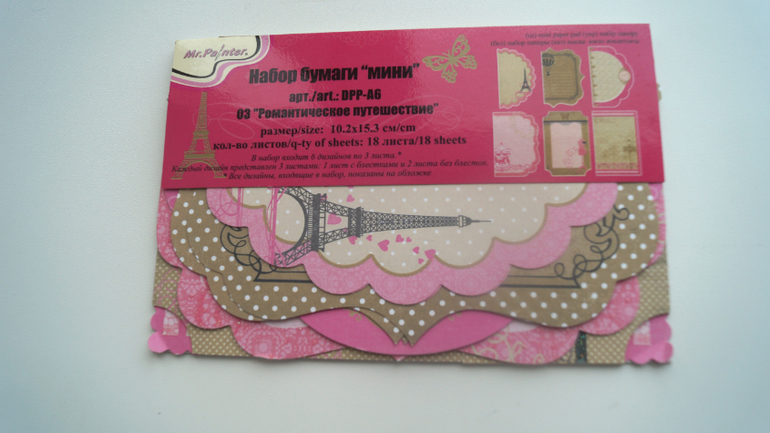 Mr.Painter.
Набор бумаги "мини"
арт./art.: DPP-A6
03 "Романтическое путешествие"
размер/size: 10.2x15.3 см/cm
кол-во листов/q-ty of sheets: 18 листа/18 sheets
В набор входит 6 дизайнов по 3 листа.*
Каждый дизайн представлен 3 листами: 1 лист с блестками и 2 листа без блесток.
* Все дизайны, входящие в набор, показаны на обложке